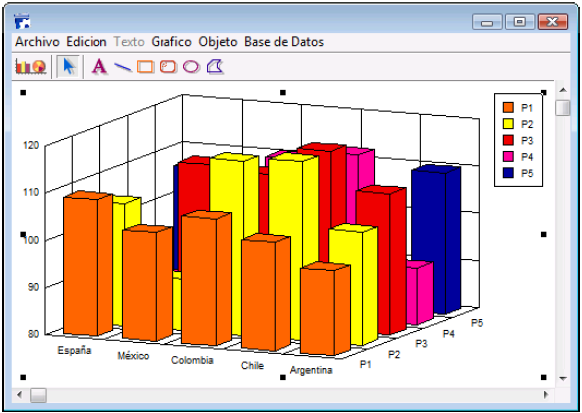 Archivo Edicion Texto Grafico Objeto Base de Datos
A
P1
P2
P3
P4
P5
120
110
100
90
80
España México Colombia Chile Argentina
P1 P2 P3 P4 P5